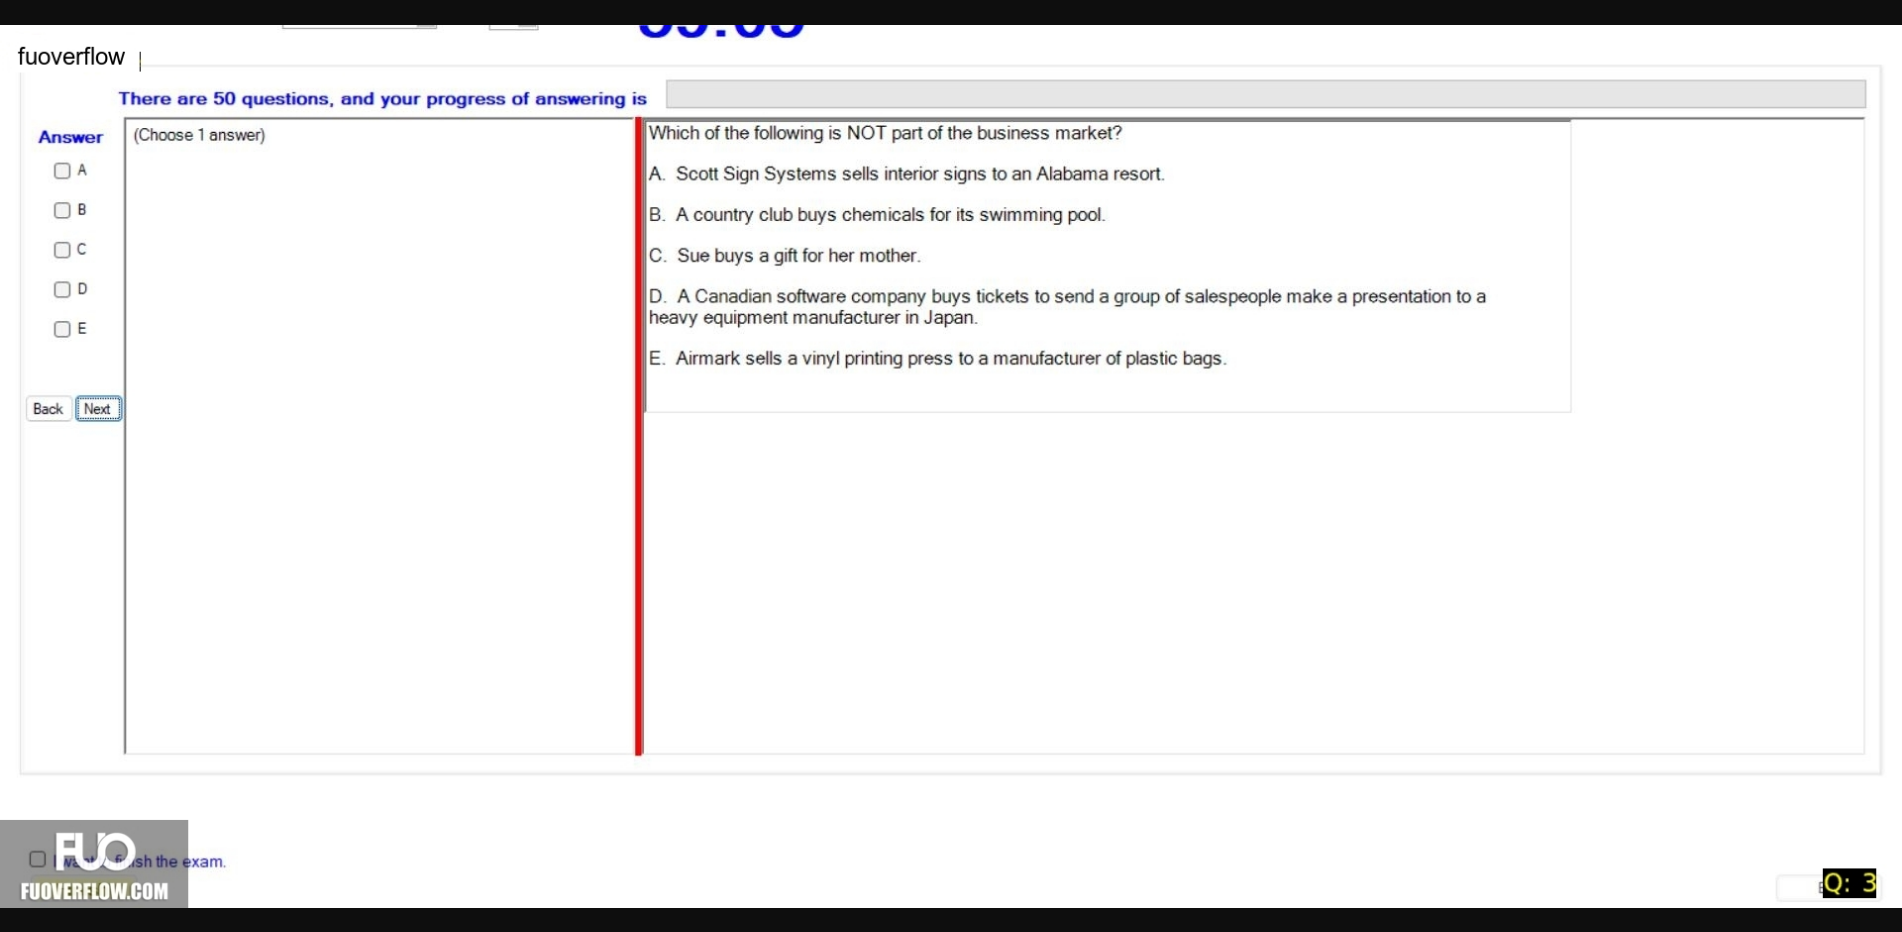 fuoverflow
There are 50 questions, and your progress of answering is
Answer
(Choose 1 answer)
A
B
C
D
E
Back Next
Which of the following is NOT part of the business market?
A. Scott Sign Systems sells interior signs to an Alabama resort.
B. A country club buys chemicals for its swimming pool.
C. Sue buys a gift for her mother.
D. A Canadian software company buys tickets to send a group of salespeople make a presentation to a
heavy equipment manufacturer in Japan.
E. Airmark sells a vinyl printing press to a manufacturer of plastic bags.
FUO
the exam.
FUOVERFLOW.COM
Q: 3